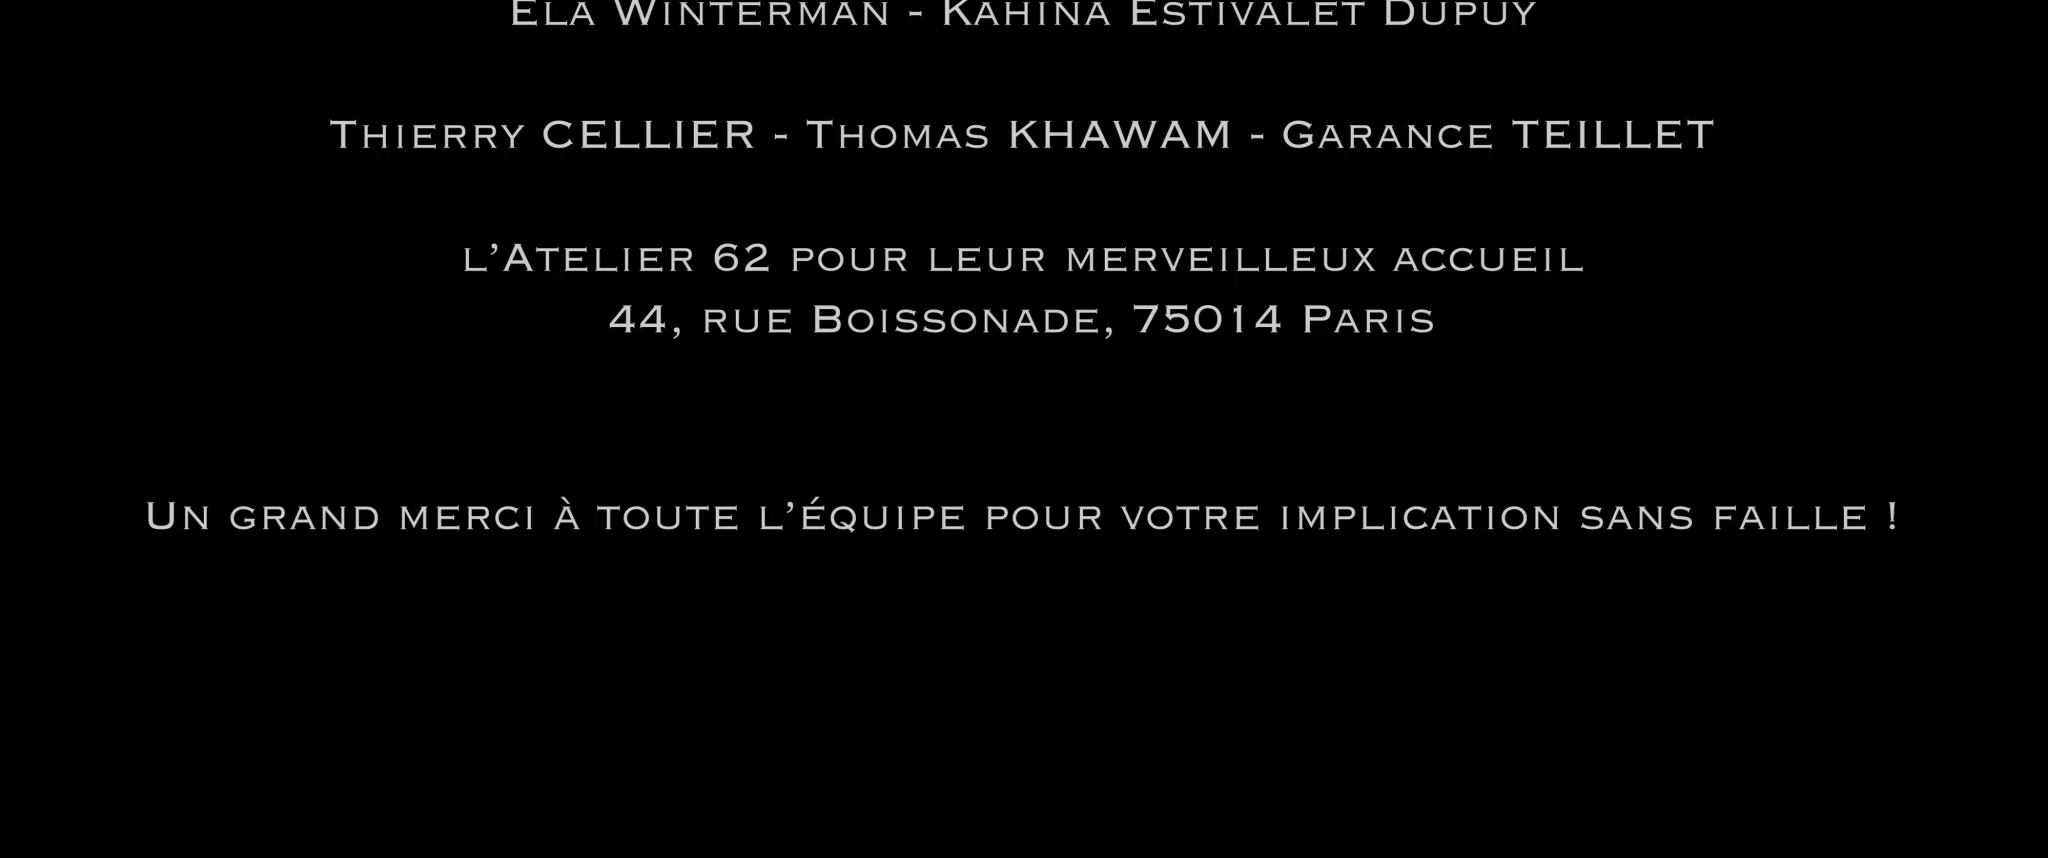 Ela Winterman - Kahina Estivalet Dupuy
Thierry CELLIER - Thomas KHAWAM - Garance TEILLET
l’Atelier 62 pour leur merveilleux accueil
44, rue Boissonade, 75014 Paris
Un grand merci à toute l’équipe pour votre implication sans faille !